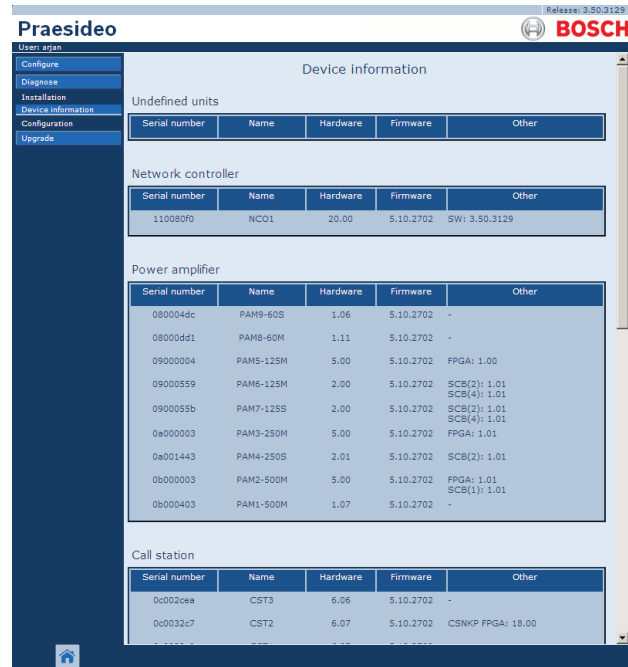 Release: 3.50.3129
Praesideo
BOSCH
User: arjan
Configure
Diagnose
Installation
Device information
Configuration
Upgrade
Device information
Undefined units
Serial number Name Hardware Firmware Other
Network controller
Serial number Name Hardware Firmware Other
110080f0 NCO1 20.00 5.10.2702 SW: 3.50.3129
Power amplifier
Serial number Name Hardware Firmware Other
080004dc PAM9-60S 1.06 5.10.2702 -
08000dd1 PAM8-60M 1.11 5.10.2702 -
09000004 PAM5-125M 5.00 5.10.2702 FPGA: 1.00
09000559 PAM6-125M 2.00 5.10.2702 SCB(2): 1.01
SCB(4): 1.01
0900055b PAM7-125S 2.00 5.10.2702 SCB(2): 1.01
SCB(4): 1.01
0a000003 PAM3-250M 5.00 5.10.2702 FPGA: 1.01
0a001443 PAM4-250S 2.01 5.10.2702 SCB(2): 1.01
0b000003 PAM2-500M 5.00 5.10.2702 FPGA: 1.01
SCB(1): 1.01
0b000403 PAM1-500M 1.07 5.10.2702 -
Call station
Serial number Name Hardware Firmware Other
0c002cea CST3 6.06 5.10.2702 -
0c0032c7 CST2 6.07 5.10.2702 CSNKP FPGA: 18.00